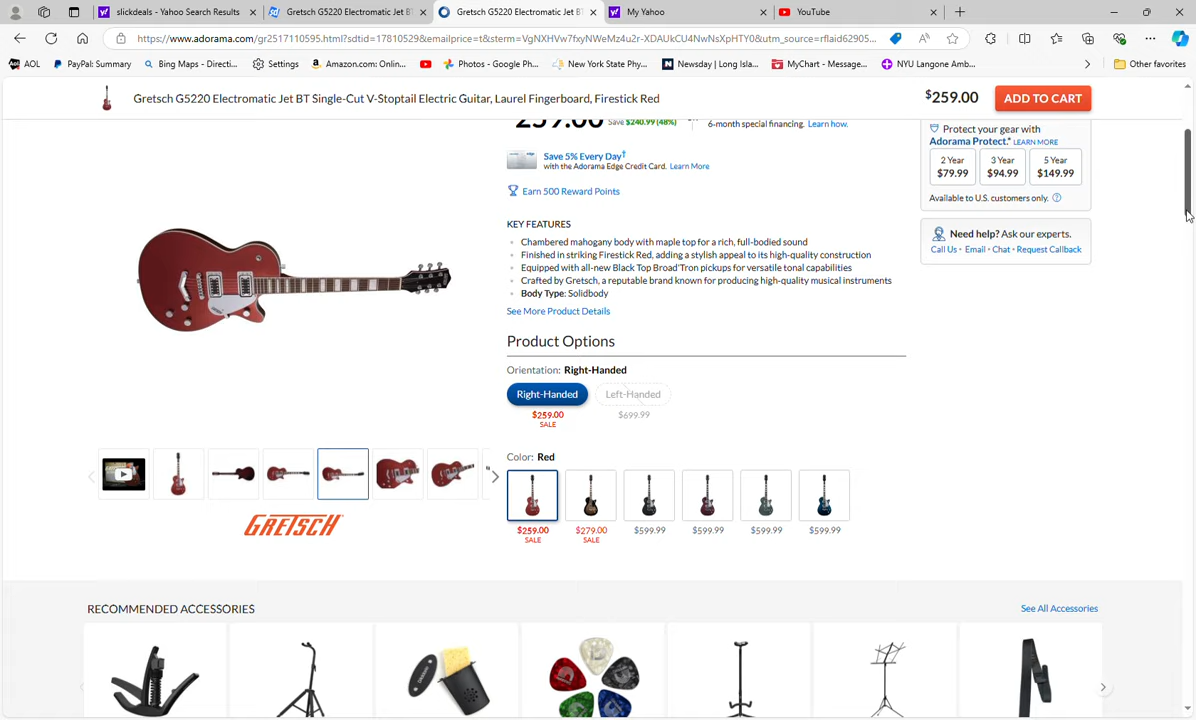 slickdeals - Yahoo Search Results
Gretsch G5220 Electromatic Jet BT
Gretsch G5220 Electromatic Jet BT
My Yahoo
YouTube
https://www.adorama.com/gr2517110595.html?sdtid=17810529&emailprice=t&sterm=VgNXHVw7fxyNWeMz4u2r-XDAUkCU4NwNsXpHTY0&utm_source=rflaid62905...
AOL
PayPal: Summary
Bing Maps - Directi...
Settings
Amazon.com: Onlin...
Photos - Google Ph...
New York State Phy...
Newsday | Long Isla...
MyChart - Message...
NYU Langone Amb...
Other favorites
Gretsch G5220 Electromatic Jet BT Single-Cut V-Stoptail Electric Guitar, Laurel Fingerboard, Firestick Red
$259.00
ADD TO CART
259.00
Save $240.99 (48%)
6-month special financing. Learn how.
Save 5% Every Day†
with the Adorama Edge Credit Card. Learn More
Earn 500 Reward Points
KEY FEATURES
Chambered mahogany body with maple top for a rich, full-bodied sound
Finished in striking Firestick Red, adding a stylish appeal to its high-quality construction
Equipped with all-new Black Top Broad'Tron pickups for versatile tonal capabilities
Crafted by Gretsch, a reputable brand known for producing high-quality musical instruments
Body Type: Solidbody
See More Product Details
Product Options
Orientation: Right-Handed
Right-Handed
Left-Handed
$259.00
SALE
$699.99
Color: Red
$259.00
SALE
$279.00
SALE
$599.99
$599.99
$599.99
$599.99
Protect your gear with
Adorama Protect.* LEARN MORE
2 Year
$79.99
3 Year
$94.99
5 Year
$149.99
Available to U.S. customers only.
Need help? Ask our experts.
Call Us - Email - Chat - Request Callback
GRETSCH
RECOMMENDED ACCESSORIES
See All Accessories